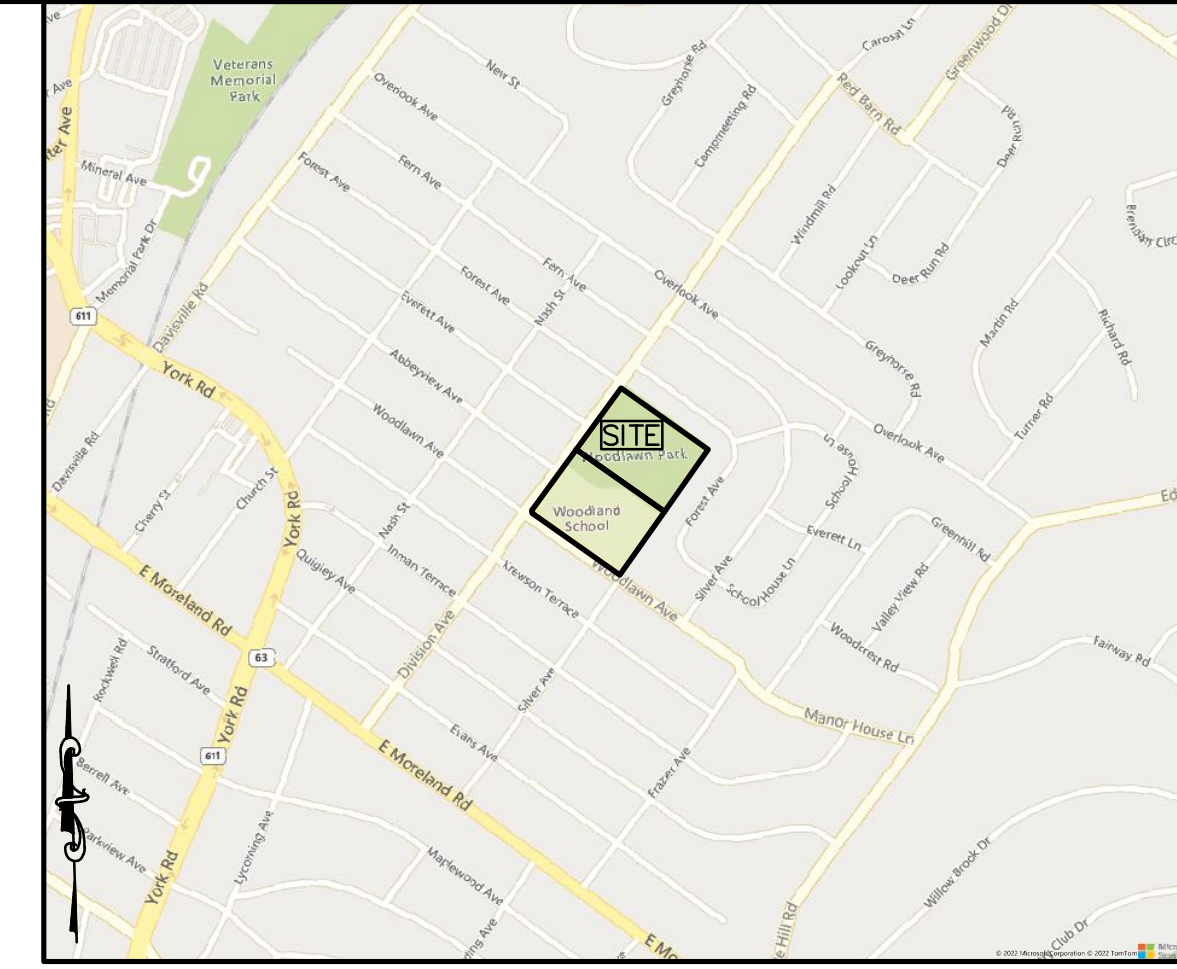 Veterans
Memorial
Park
Mineral Ave
Memorial Park Dr
611
Davisville Rd
York Rd
New St
Overlook Ave
Forest Ave
Fern Ave
Greyhorse Rd
Campmeeting Rd
Red Barn Rd
Deer Run Rd
Windmill Rd
Lookout Ln
Deer Run Rd
Forest Ave
Fern Ave
Nash St
Overlook Ave
Everett Ave
Abbeyview Ave
Woodlawn Ave
Martin Rd
Richard Rd
Greyhorse Rd
Turner Rd
SITE
Woodlawn Park
Woodland
School
Overlook Ave
School House Ln
Forest Ave
Everett Ln
Greenhill Rd
Davisville Rd
Cherry St
Church St
York Rd
Nash St
Inman Terrace
Quigley Ave
Krewson Terrace
Woodlawn Ave
Silver Ave
School House Ln
Valley View Rd
Woodcrest Rd
Fairway Rd
E Moreland Rd
63
Rockwell Rd
Stratford Ave
Division Ave
Silver Ave
Manor House Ln
York Rd
611
Evans Ave
E Moreland Rd
Frazer Ave
Berrell Ave
Parkview Ave
Lycoming Ave
York Rd
Maplewood Ave
Willow Brook Dr
Hill Rd
Club Dr
© 2022 Microsoft Corporation © 2022 TomTom